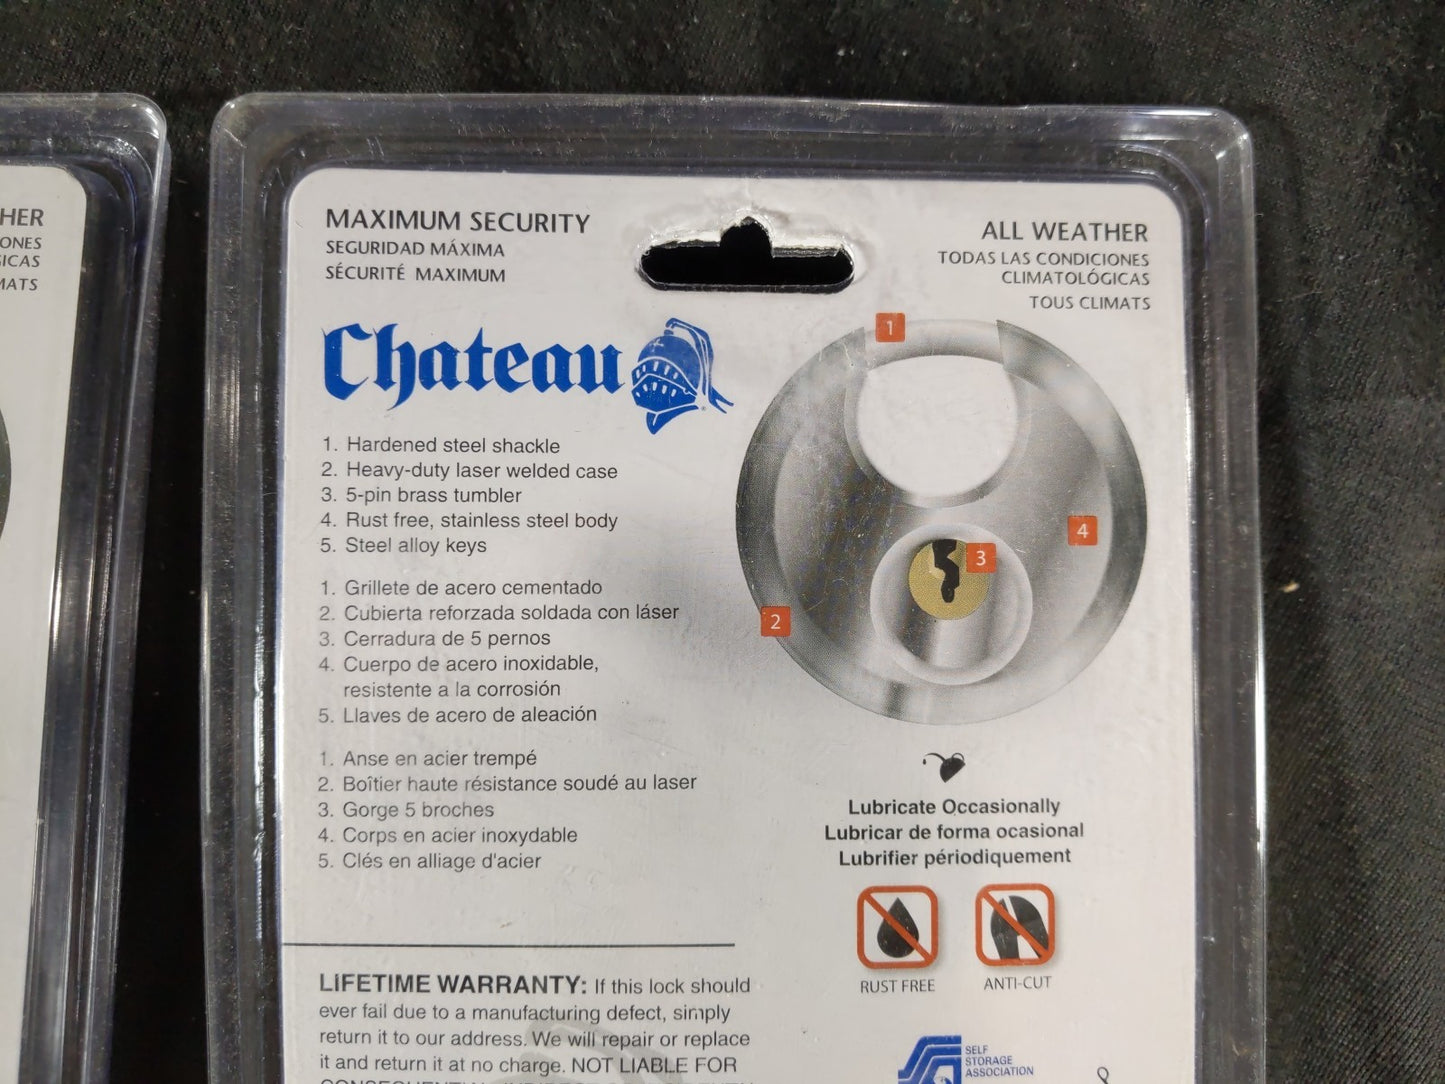 HER
ONES
GICAS
MATS
MAXIMUM SECURITY
SEGURIDAD MÁXIMA
SÉCURITÉ MAXIMUM
ALL WEATHER
TODAS LAS CONDICIONES
CLIMATOLÓGICAS
TOUS CLIMATS
Chateau
1. Hardened steel shackle
2. Heavy-duty laser welded case
3. 5-pin brass tumbler
4. Rust free, stainless steel body
5. Steel alloy keys
1. Grillete de acero cementado
2. Cubierta reforzada soldada con láser
3. Cerradura de 5 pernos
4. Cuerpo de acero inoxidable,
resistente a la corrosión
5. Llaves de acero de aleación
1. Anse en acier trempé
2. Boîtier haute résistance soudé au laser
3. Gorge 5 broches
4. Corps en acier inoxydable
5. Clés en alliage d'acier
1
4
3
2
Lubricate Occasionally
Lubricar de forma ocasional
Lubrifier périodiquement
RUST FREE
ANTI-CUT
LIFETIME WARRANTY: If this lock should
ever fail due to a manufacturing defect, simply
return it to our address. We will repair or replace
it and return it at no charge. NOT LIABLE FOR
SELF
STORAGE
ASSOCIATION